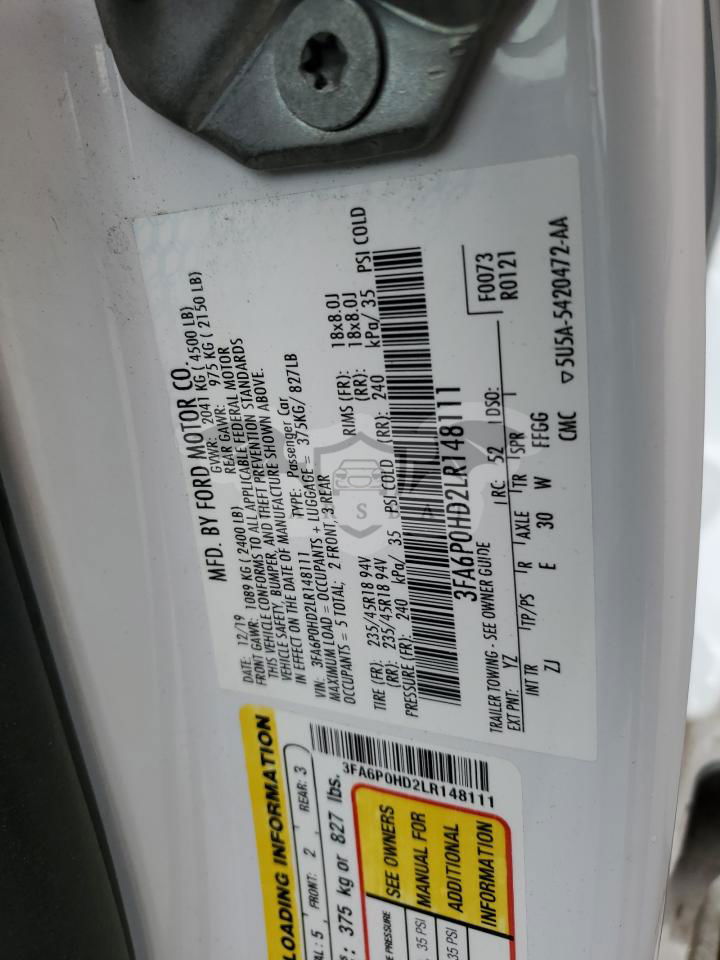 MFD. BY FORD MOTOR CO.
DATE: 12/19 GVWR: 2041 KG ( 4500 LB)
FRONT GAWR: 1089 KG ( 2400 LB) REAR GAWR: 975 KG ( 2150 LB)
THIS VEHICLE CONFORMS TO ALL APPLICABLE FEDERAL MOTOR
VEHICLE SAFETY, BUMPER, AND THEFT PREVENTION STANDARDS
IN EFFECT ON THE DATE OF MANUFACTURE SHOWN ABOVE.
VIN: 3FA6P0HD2LR148111 TYPE: Passenger Car
MAXIMUM LOAD = OCCUPANTS + LUGGAGE = 375KG/ 827LB
OCCUPANTS = 5 TOTAL; 2 FRONT, 3 REAR
TIRE (FR): 235/45R18 94V RIMS (FR): 18x8.0J
(RR): 235/45R18 94V (RR): 18x8.0J
PRESSURE (FR): 240 kPa/ 35 PSI COLD (RR): 240 kPa/ 35 PSI COLD
3FA6P0HD2LR148111
TRAILER TOWING - SEE OWNER GUIDE
F0073
R0121
EXT PNT: YZ RC: 52 DSO:
INT TR TP/PS R AXLE TR SPR
ZJ E 30 W FFGG
CMC ▽5U5A-5420472-AA
LOADING INFORMATION
5, FRONT: 2, REAR: 3
375 kg or 827 lbs.
3FA6P0HD2LR148111
PRESSURE
35 PSI
35 PSI
SEE OWNERS
MANUAL FOR
ADDITIONAL
INFORMATION